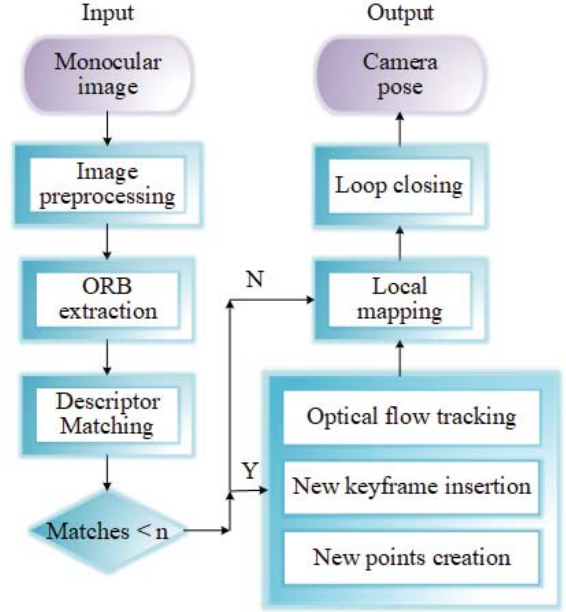 Input
Monocular
image
Image
preprocessing
ORB
extraction
Descriptor
Matching
Matches < n
N
Y
Output
Camera
pose
Loop closing
Local
mapping
Optical flow tracking
New keyframe insertion
New points creation